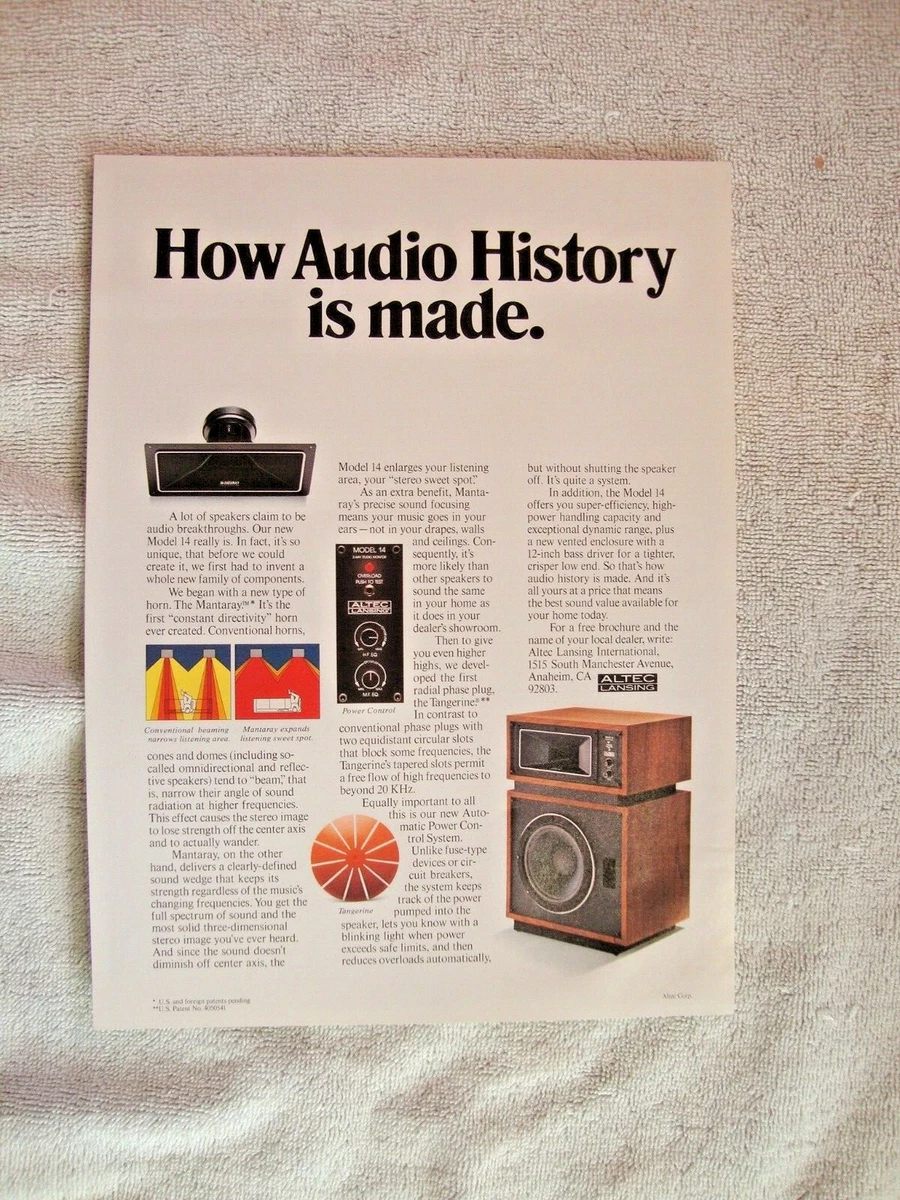 How Audio History
is made.
A lot of speakers claim to be
audio breakthroughs. Our new
Model 14 really is. In fact, it's so
unique, that before we could
create it, we first had to invent a
whole new family of components.
We began with a new type of
horn. The Mantaray™* It's the
first “constant directivity” horn
ever created. Conventional horns,
Conventional beaming
narrows listening area.
Mantaray expands
listening sweet spot.
cones and domes (including so-
called omnidirectional and reflec-
tive speakers) tend to “beam,” that
is, narrow their angle of sound
radiation at higher frequencies.
This effect causes the stereo image
to lose strength off the center axis
and to actually wander.
Mantaray, on the other
hand, delivers a clearly-defined
sound wedge that keeps its
strength regardless of the music's
changing frequencies. You get the
full spectrum of sound and the
most solid three-dimensional
stereo image you've ever heard.
And since the sound doesn't
diminish off center axis, the
Model 14 enlarges your listening
area, your “stereo sweet spot.”
As an extra benefit, Manta-
ray's precise sound focusing
means your music goes in your
ears—not in your drapes, walls
and ceilings. Con-
sequently, it's
more likely than
other speakers to
sound the same
in your home as
it does in your
dealer's showroom.
Then to give
you even higher
highs, we devel-
oped the first
radial phase plug,
the Tangerine®**
In contrast to
MODEL 14
2-WAY STUDIO MONITOR
OVERLOAD
PUSH TO TEST
ALTEC
LANSING
H.F. EQ
M.F. EQ
Power Control
conventional phase plugs with
two equidistant circular slots
that block some frequencies, the
Tangerine's tapered slots permit
a free flow of high frequencies to
beyond 20 KHz.
Equally important to all
this is our new Auto-
matic Power Con-
trol System.
Unlike fuse-type
devices or cir-
cuit breakers,
the system keeps
track of the power
pumped into the
Tangerine
speaker, lets you know with a
blinking light when power
exceeds safe limits, and then
reduces overloads automatically,
but without shutting the speaker
off. It's quite a system.
In addition, the Model 14
offers you super-efficiency, high-
power handling capacity and
exceptional dynamic range, plus
a new vented enclosure with a
12-inch bass driver for a tighter,
crisper low end. So that's how
audio history is made. And it's
all yours at a price that means
the best sound value available for
your home today.
For a free brochure and the
name of your local dealer, write:
Altec Lansing International,
1515 South Manchester Avenue,
Anaheim, CA
92803.
ALTEC
LANSING
* U.S. and foreign patents pending
**U.S. Patent No. 4050541
Altec Corp.